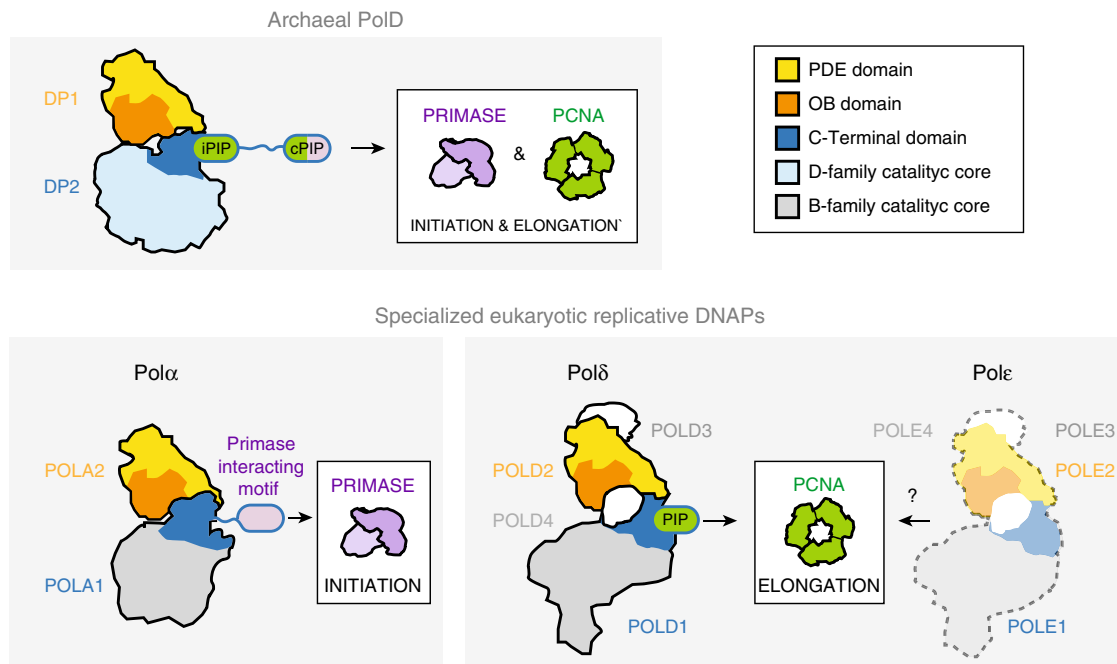 Archaeal PolD
DP1
DP2
iPIP
cPIP
PRIMASE
&
PCNA
INITIATION & ELONGATION`
PDE domain
OB domain
C-Terminal domain
D-family catalityc core
B-family catalityc core
Specialized eukaryotic replicative DNAPs
Polα
POLA2
POLA1
Primase
interacting
motif
PRIMASE
INITIATION
Polδ
POLD3
POLD2
POLD4
PIP
POLD1
PCNA
ELONGATION
?
Polε
POLE4
POLE3
POLE2
POLE1